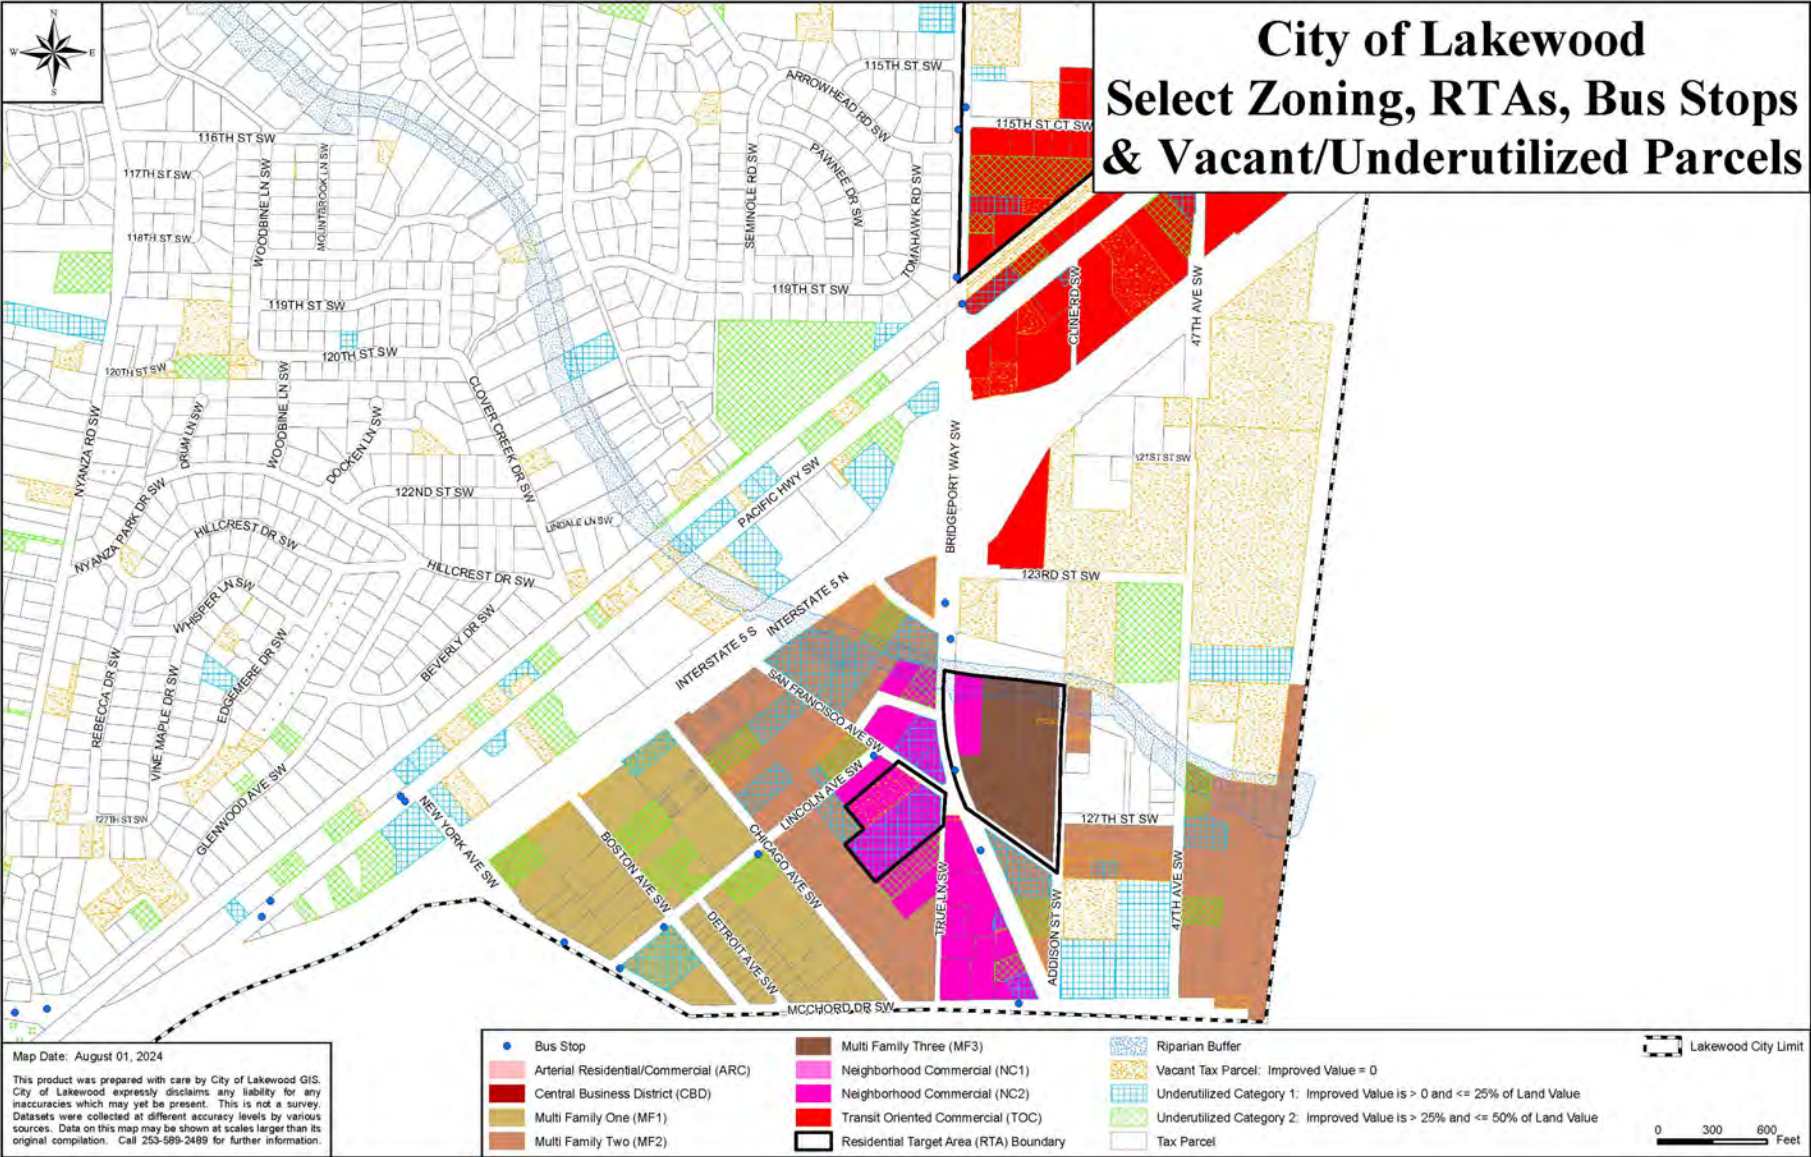 City of Lakewood
Select Zoning, RTAs, Bus Stops
& Vacant/Underutilized Parcels
N
W
E
S
115TH ST SW
ARROWHEAD RD SW
115TH ST CT SW
116TH ST SW
117TH ST SW
WOODBINE LN SW
MOUNTBROOK LN SW
SEMINOLE RD SW
PAWNEE DR SW
TOMAHAWK RD SW
118TH ST SW
119TH ST SW
119TH ST SW
CLINE RD SW
47TH AVE SW
120TH ST SW
120TH ST SW
NYANZA RD SW
DRUM LN SW
WOODBINE LN SW
DOCKEN LN SW
CLOVER CREEK DR SW
122ND ST SW
LINDALE LN SW
PACIFIC HWY SW
BRIDGEPORT WAY SW
121ST ST SW
NYANZA PARK DR SW
HILLCREST DR SW
HILLCREST DR SW
123RD ST SW
WHISPER LN SW
INTERSTATE 5 N
INTERSTATE 5 S
BEVERLY DR SW
EDGEMERE DR SW
REBECCA DR SW
VINE MAPLE DR SW
SAN FRANCISCO AVE SW
GLENWOOD AVE SW
127TH ST SW
NEW YORK AVE SW
BOSTON AVE SW
CHICAGO AVE SW
LINCOLN AVE SW
127TH ST SW
TRUE LN SW
ADDISON ST SW
47TH AVE SW
DETROIT AVE SW
MCCHORD DR SW
Map Date: August 01, 2024
This product was prepared with care by City of Lakewood GIS.
City of Lakewood expressly disclaims any liability for any
inaccuracies which may yet be present. This is not a survey.
Datasets were collected at different accuracy levels by various
sources. Data on this map may be shown at scales larger than its
original compilation. Call 253-589-2489 for further information.
Bus Stop
Arterial Residential/Commercial (ARC)
Central Business District (CBD)
Multi Family One (MF1)
Multi Family Two (MF2)
Multi Family Three (MF3)
Neighborhood Commercial (NC1)
Neighborhood Commercial (NC2)
Transit Oriented Commercial (TOC)
Residential Target Area (RTA) Boundary
Riparian Buffer
Vacant Tax Parcel: Improved Value = 0
Underutilized Category 1: Improved Value is > 0 and <= 25% of Land Value
Underutilized Category 2: Improved Value is > 25% and <= 50% of Land Value
Tax Parcel
Lakewood City Limit
0 300 600
Feet